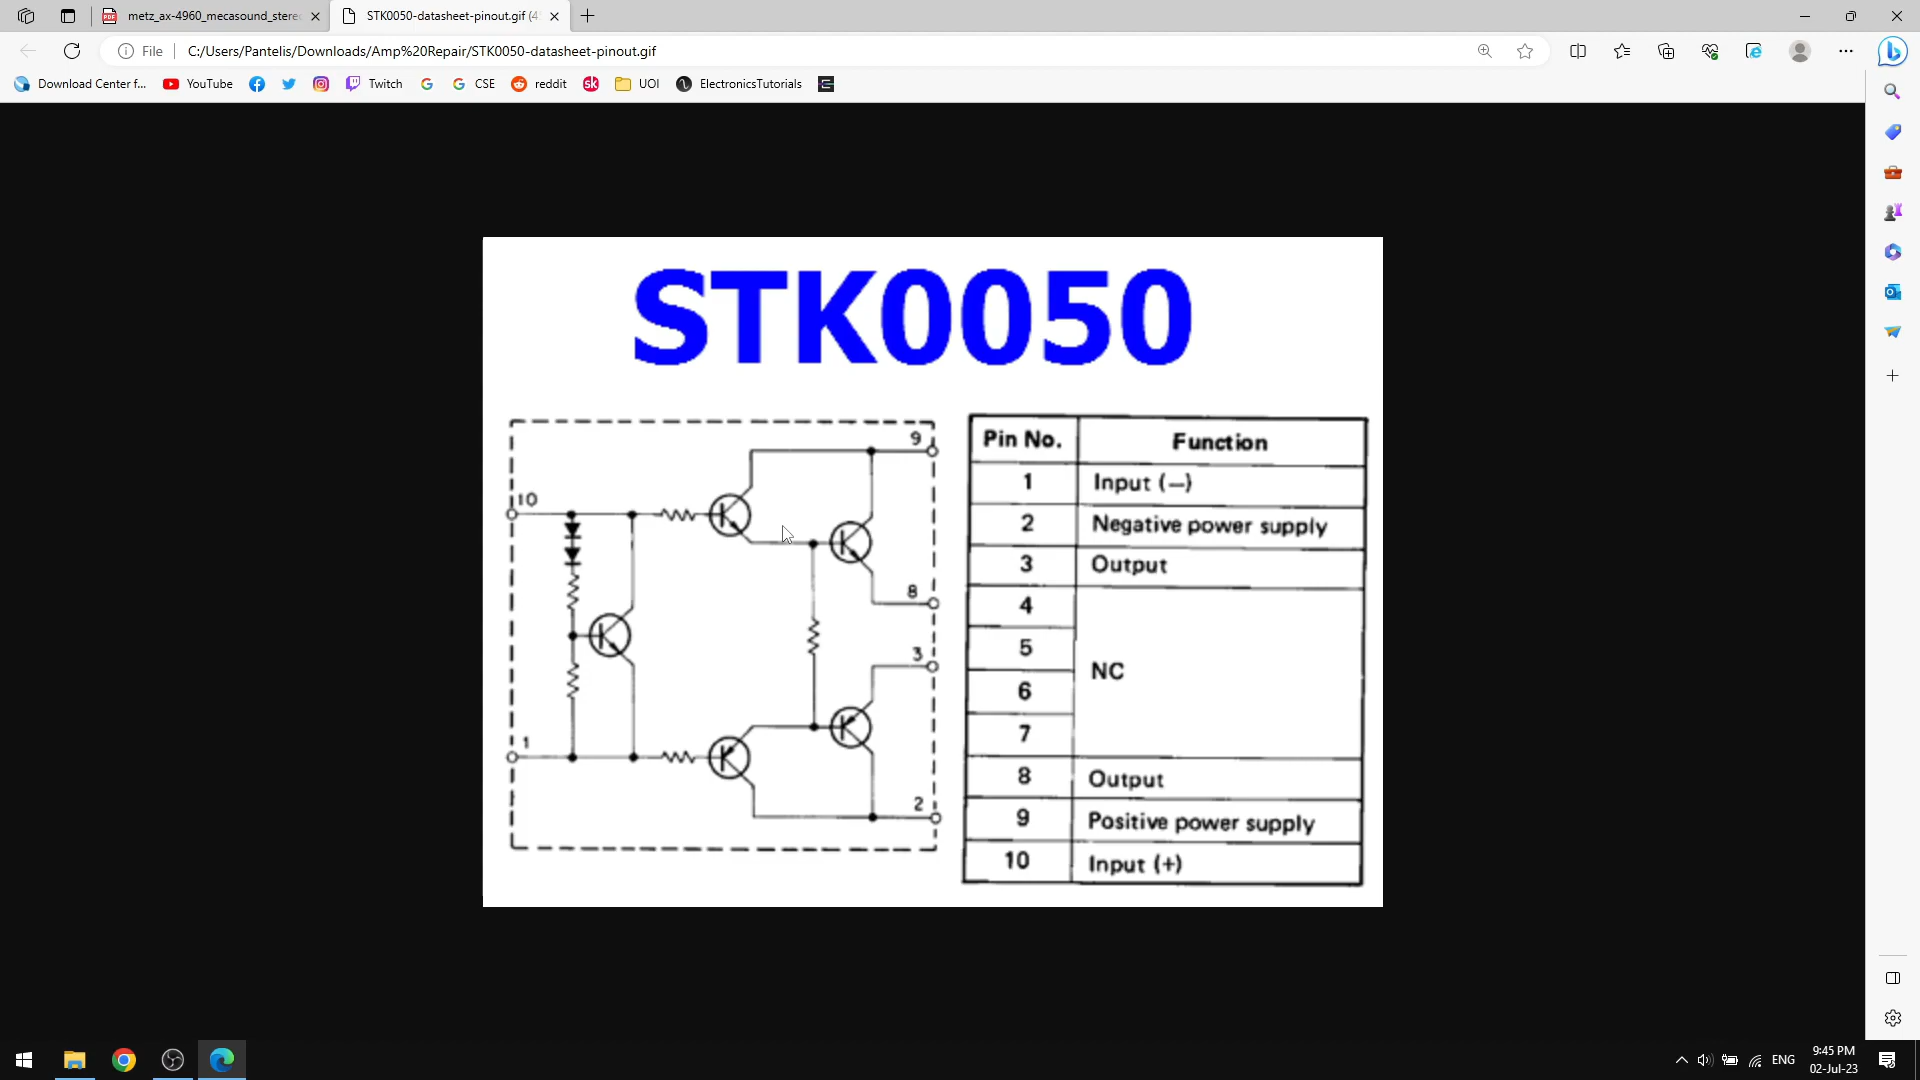 metz_ax-4960_mecasound_stereo
STK0050-datasheet-pinout.gif (4
File
C:/Users/Pantelis/Downloads/Amp%20Repair/STK0050-datasheet-pinout.gif
Download Center f...
YouTube
Twitch
CSE
reddit
UOI
ElectronicsTutorials
STK0050
9
10
8
3
1
2
Pin No. Function
1 Input (–)
2 Negative power supply
3 Output
4
5
6
7
NC
8 Output
9 Positive power supply
10 Input (+)
ENG
9:45 PM
02-Jul-23